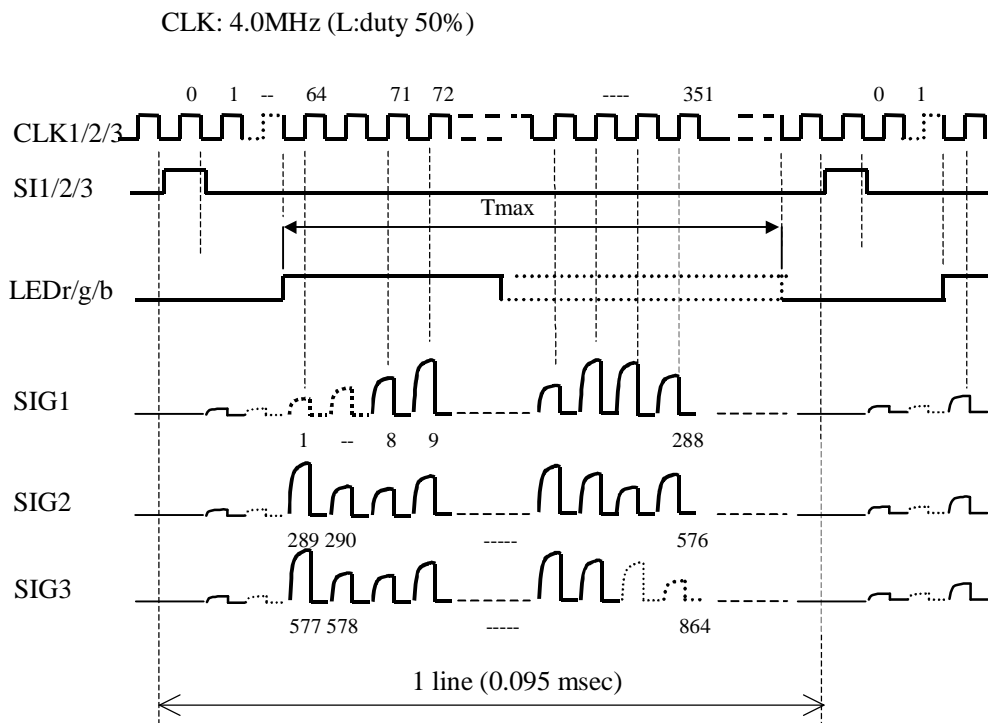 CLK: 4.0MHz (L:duty 50%)
0 1 -- 64 71 72 ---- 351 0 1
CLK1/2/3
SI1/2/3
Tmax
LEDr/g/b
SIG1
1 -- 8 9 288
SIG2
289 290 ----- 576
SIG3
577 578 ----- 864
1 line (0.095 msec)